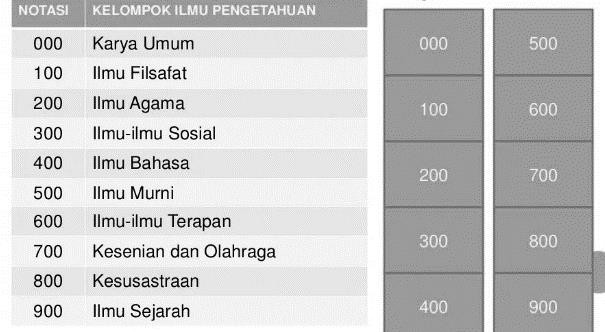 NOTASI KELOMPOK ILMU PENGETAHUAN
000 Karya Umum
100 Ilmu Filsafat
200 Ilmu Agama
300 Ilmu-ilmu Sosial
400 Ilmu Bahasa
500 Ilmu Murni
600 Ilmu-ilmu Terapan
700 Kesenian dan Olahraga
800 Kesusastraan
900 Ilmu Sejarah
000 500
100 600
200 700
300 800
400 900